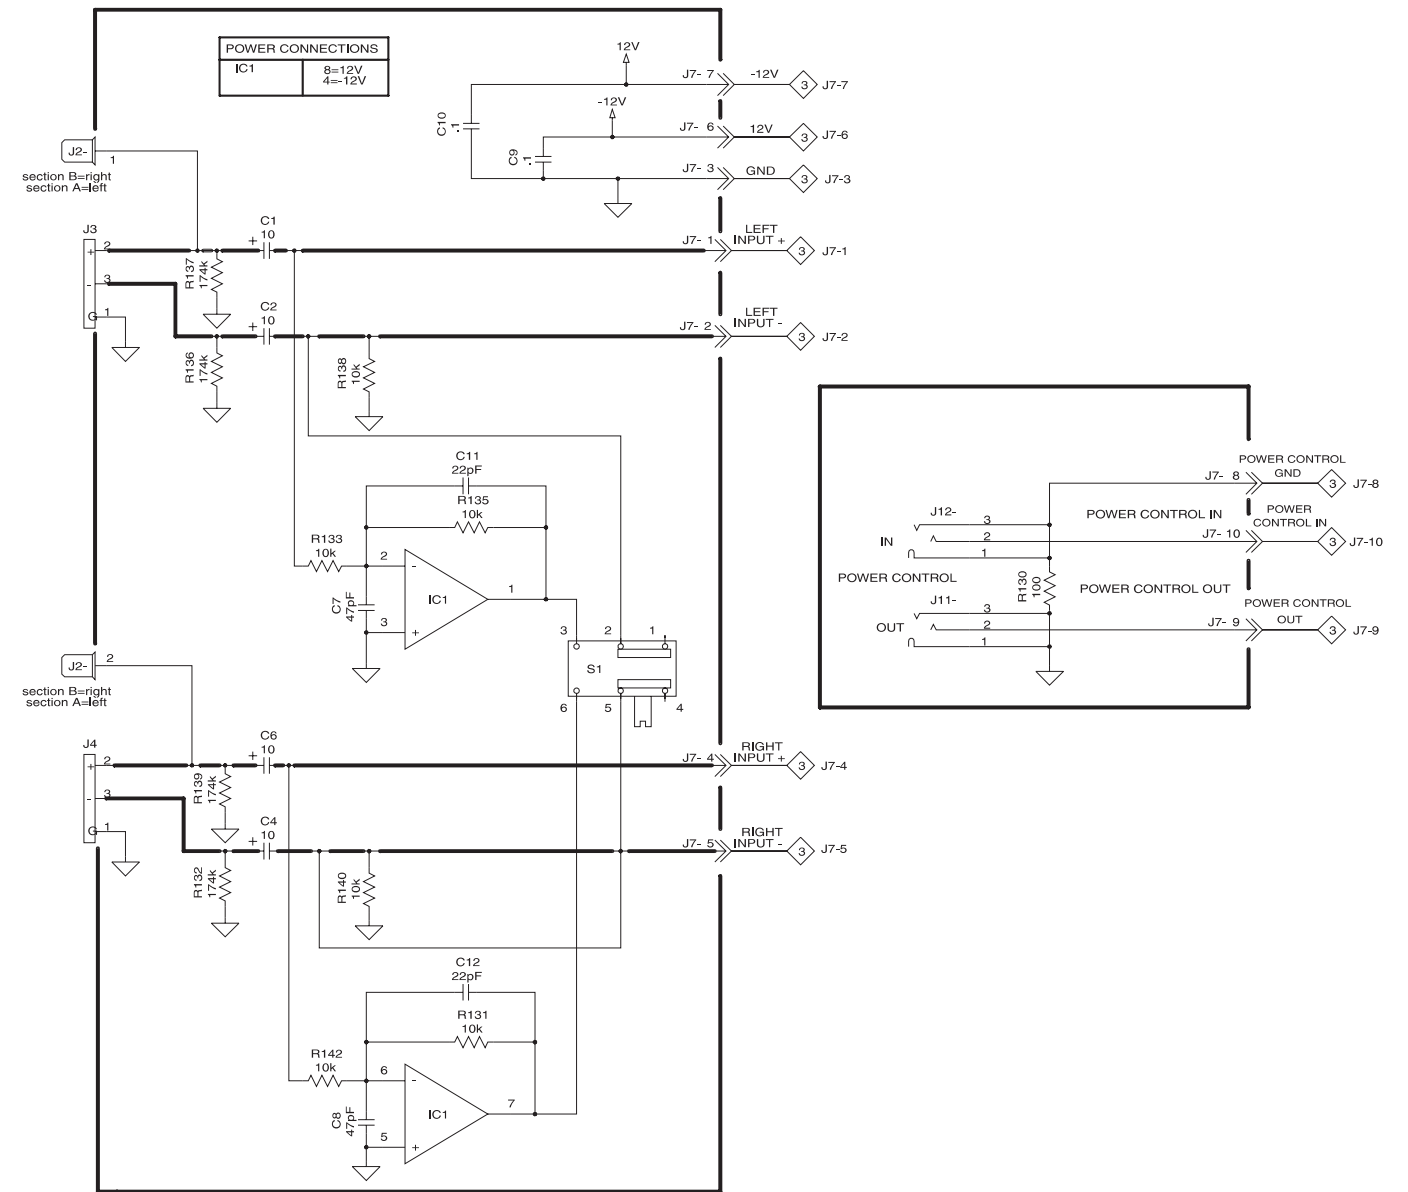 POWER CONNECTIONS
IC1
8=12V
4=-12V
12V
J7- 7
-12V
3
J7-7
C10
.1
-12V
J7- 6
12V
3
J7-6
C9
.1
J7- 3
GND
3
J7-3
J2-
1
section B=right
section A=left
J3
+
2
-
3
G
1
R137
174k
C1
+
10
J7- 1
LEFT
INPUT +
3
J7-1
R136
174k
C2
+
10
R138
10k
J7- 2
LEFT
INPUT -
3
J7-2
C11
22pF
R135
10k
R133
10k
2
-
C7
47pF
3
+
IC1
1
3
2
1
S1
6
5
4
POWER CONTROL
GND
J7- 8
3
J7-8
J12-
3
2
1
IN
POWER CONTROL IN
J7- 10
POWER
CONTROL IN
3
J7-10
POWER CONTROL
R130
100
POWER CONTROL OUT
J11-
3
2
1
OUT
J7- 9
POWER CONTROL
OUT
3
J7-9
J2-
2
section B=right
section A=left
J4
+
2
-
3
G
1
R139
174k
C6
+
10
J7- 4
RIGHT
INPUT +
3
J7-4
R132
174k
C4
+
10
R140
10k
J7- 5
RIGHT
INPUT -
3
J7-5
C12
22pF
R131
10k
R142
10k
6
-
C8
47pF
5
+
IC1
7